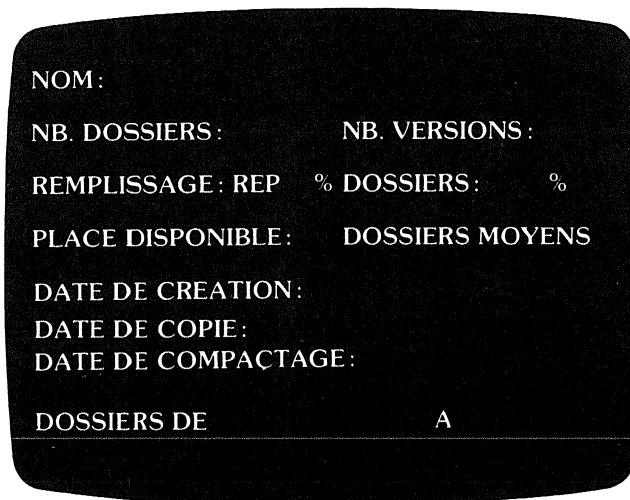 NOM:
NB. DOSSIERS: NB. VERSIONS:
REMPLISSAGE: REP % DOSSIERS: %
PLACE DISPONIBLE: DOSSIERS MOYENS
DATE DE CREATION:
DATE DE COPIE:
DATE DE COMPAÇTAGE:
DOSSIERS DE A